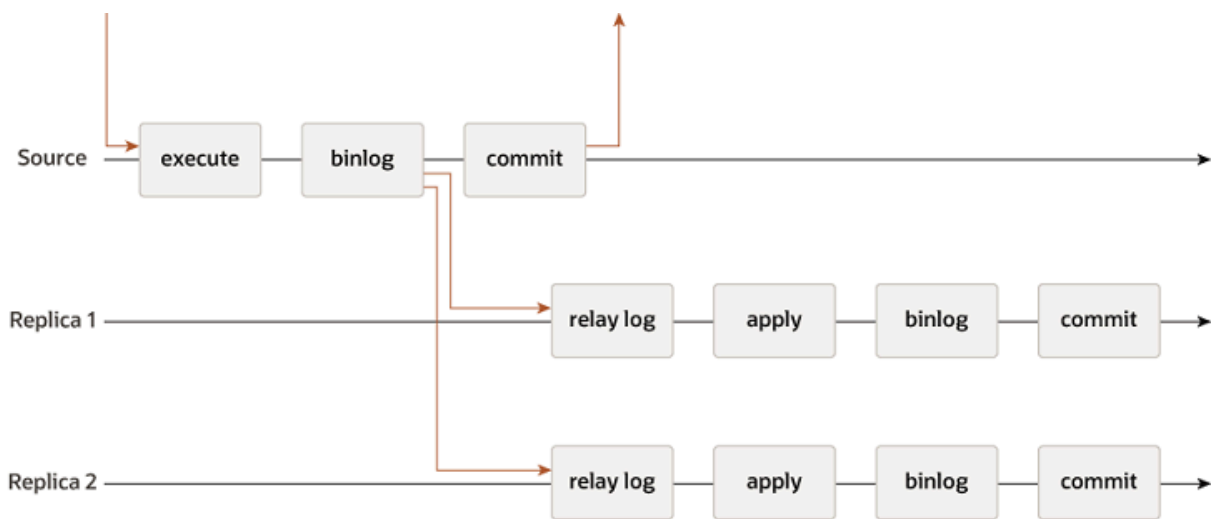 Source execute binlog commit
Replica 1 relay log apply binlog commit
Replica 2 relay log apply binlog commit